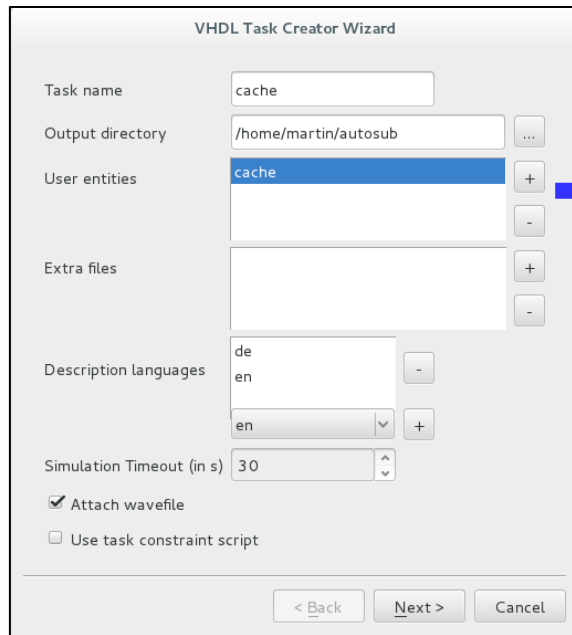 VHDL Task Creator Wizard
Task name cache
Output directory /home/martin/autosub ...
User entities cache +
-
Extra files +
-
de
Description languages -
en
en +
Simulation Timeout (in s) 30
Attach wavefile
Use task constraint script
< Back Next > Cancel